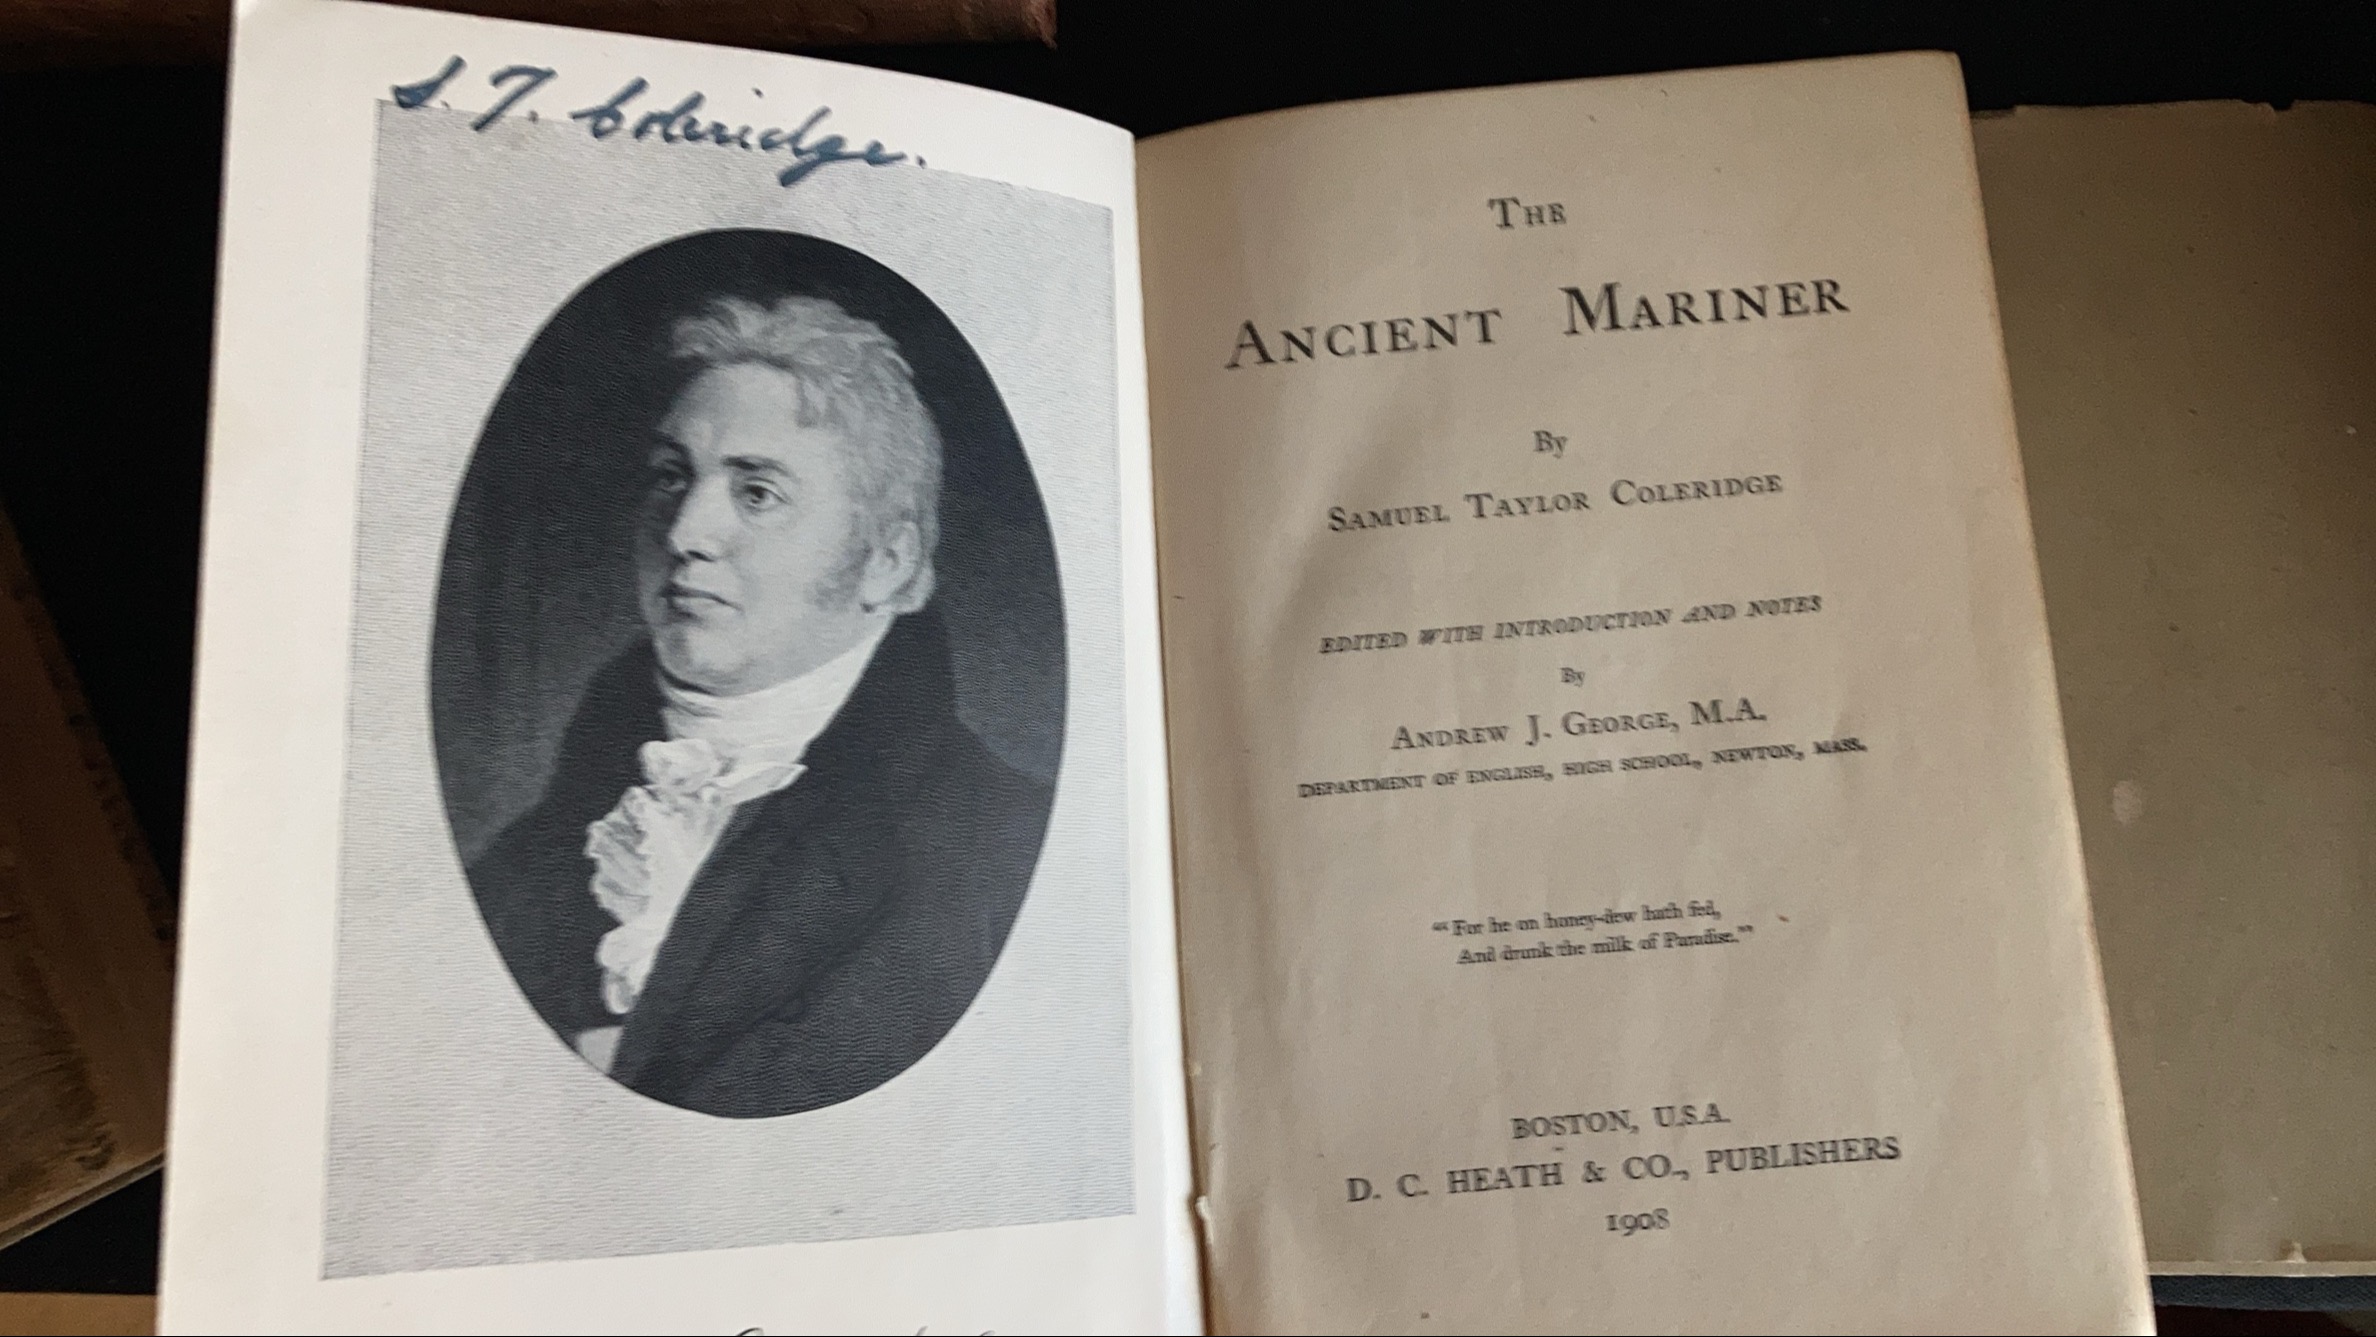 S. T. Coleridge.
THE
ANCIENT MARINER
By
SAMUEL TAYLOR COLERIDGE
EDITED WITH INTRODUCTION AND NOTES
By
ANDREW J. GEORGE, M.A.
DEPARTMENT OF ENGLISH, HIGH SCHOOL, NEWTON, MASS.
“For he on honey-dew hath fed,
And drunk the milk of Paradise.”
BOSTON, U.S.A.
D. C. HEATH & CO., PUBLISHERS
1908